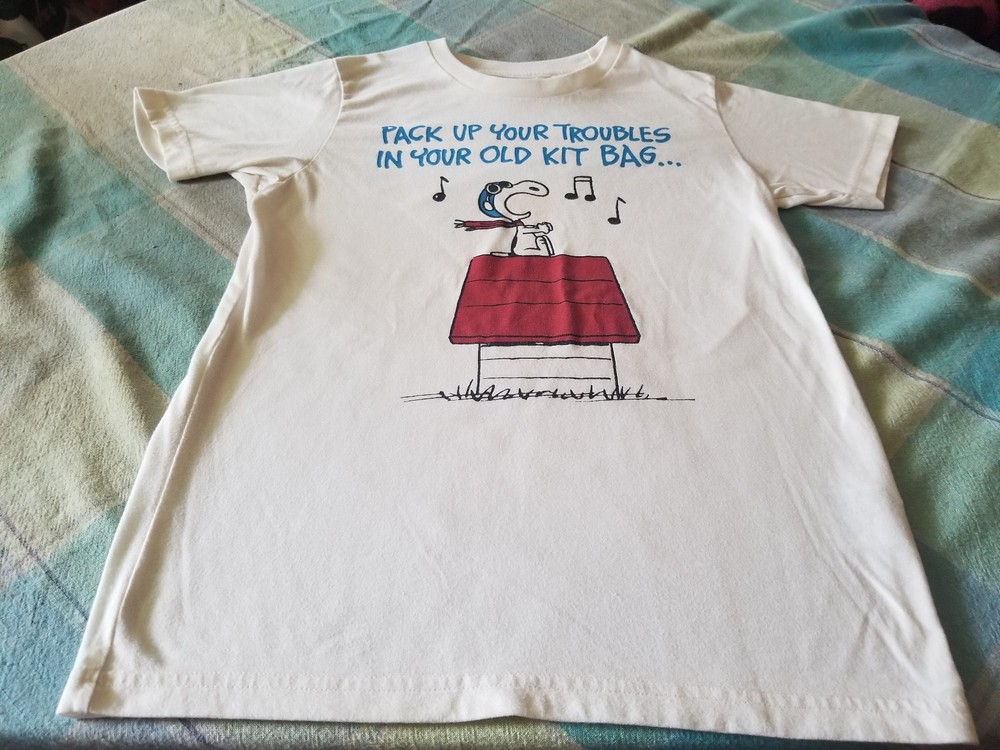 PACK UP YOUR TROUBLES
IN YOUR OLD KIT BAG...